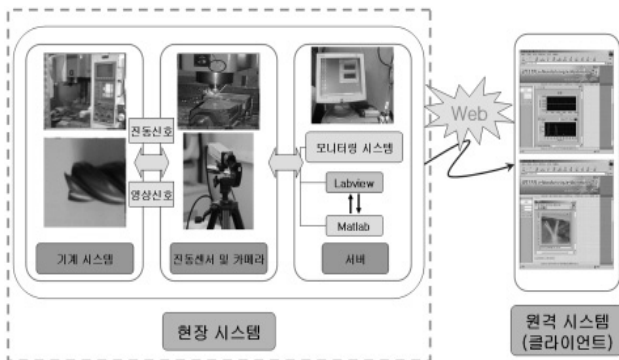 진동신호
영상신호
기계 시스템
진동센서 및 카메라
모니터링 시스템
Labview
Matlab
서버
현장 시스템
Web
원격 시스템
(클라이언트)